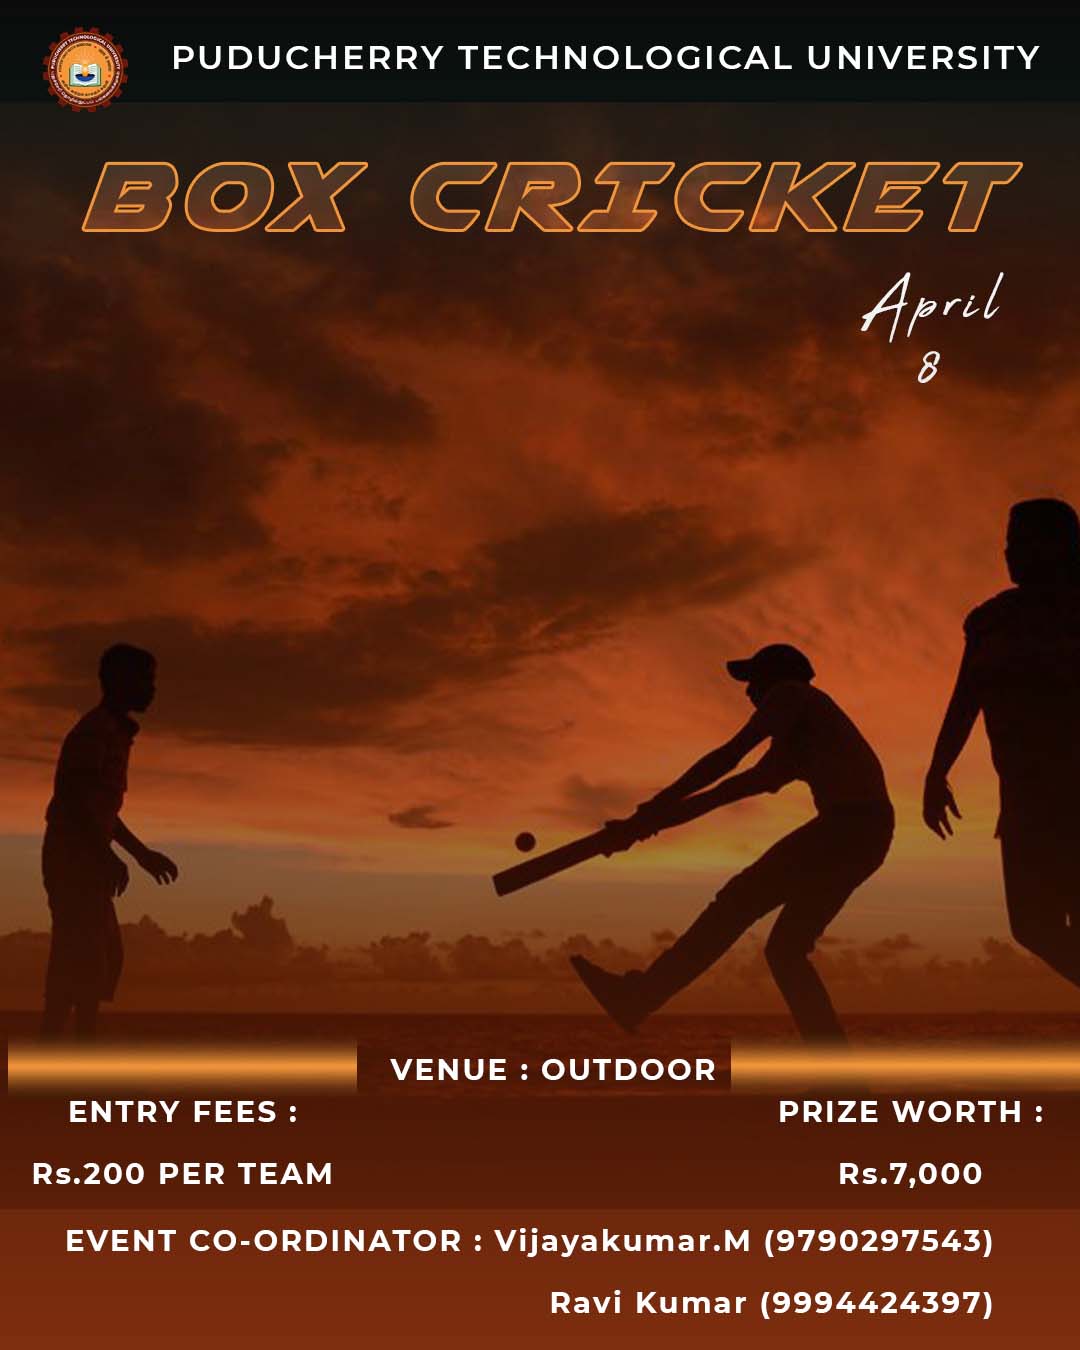 PUDUCHERRY TECHNOLOGICAL UNIVERSITY
BOX CRICKET
April
8
VENUE : OUTDOOR
ENTRY FEES :
Rs.200 PER TEAM
PRIZE WORTH :
Rs.7,000
EVENT CO-ORDINATOR : Vijayakumar.M (9790297543)
Ravi Kumar (9994424397)